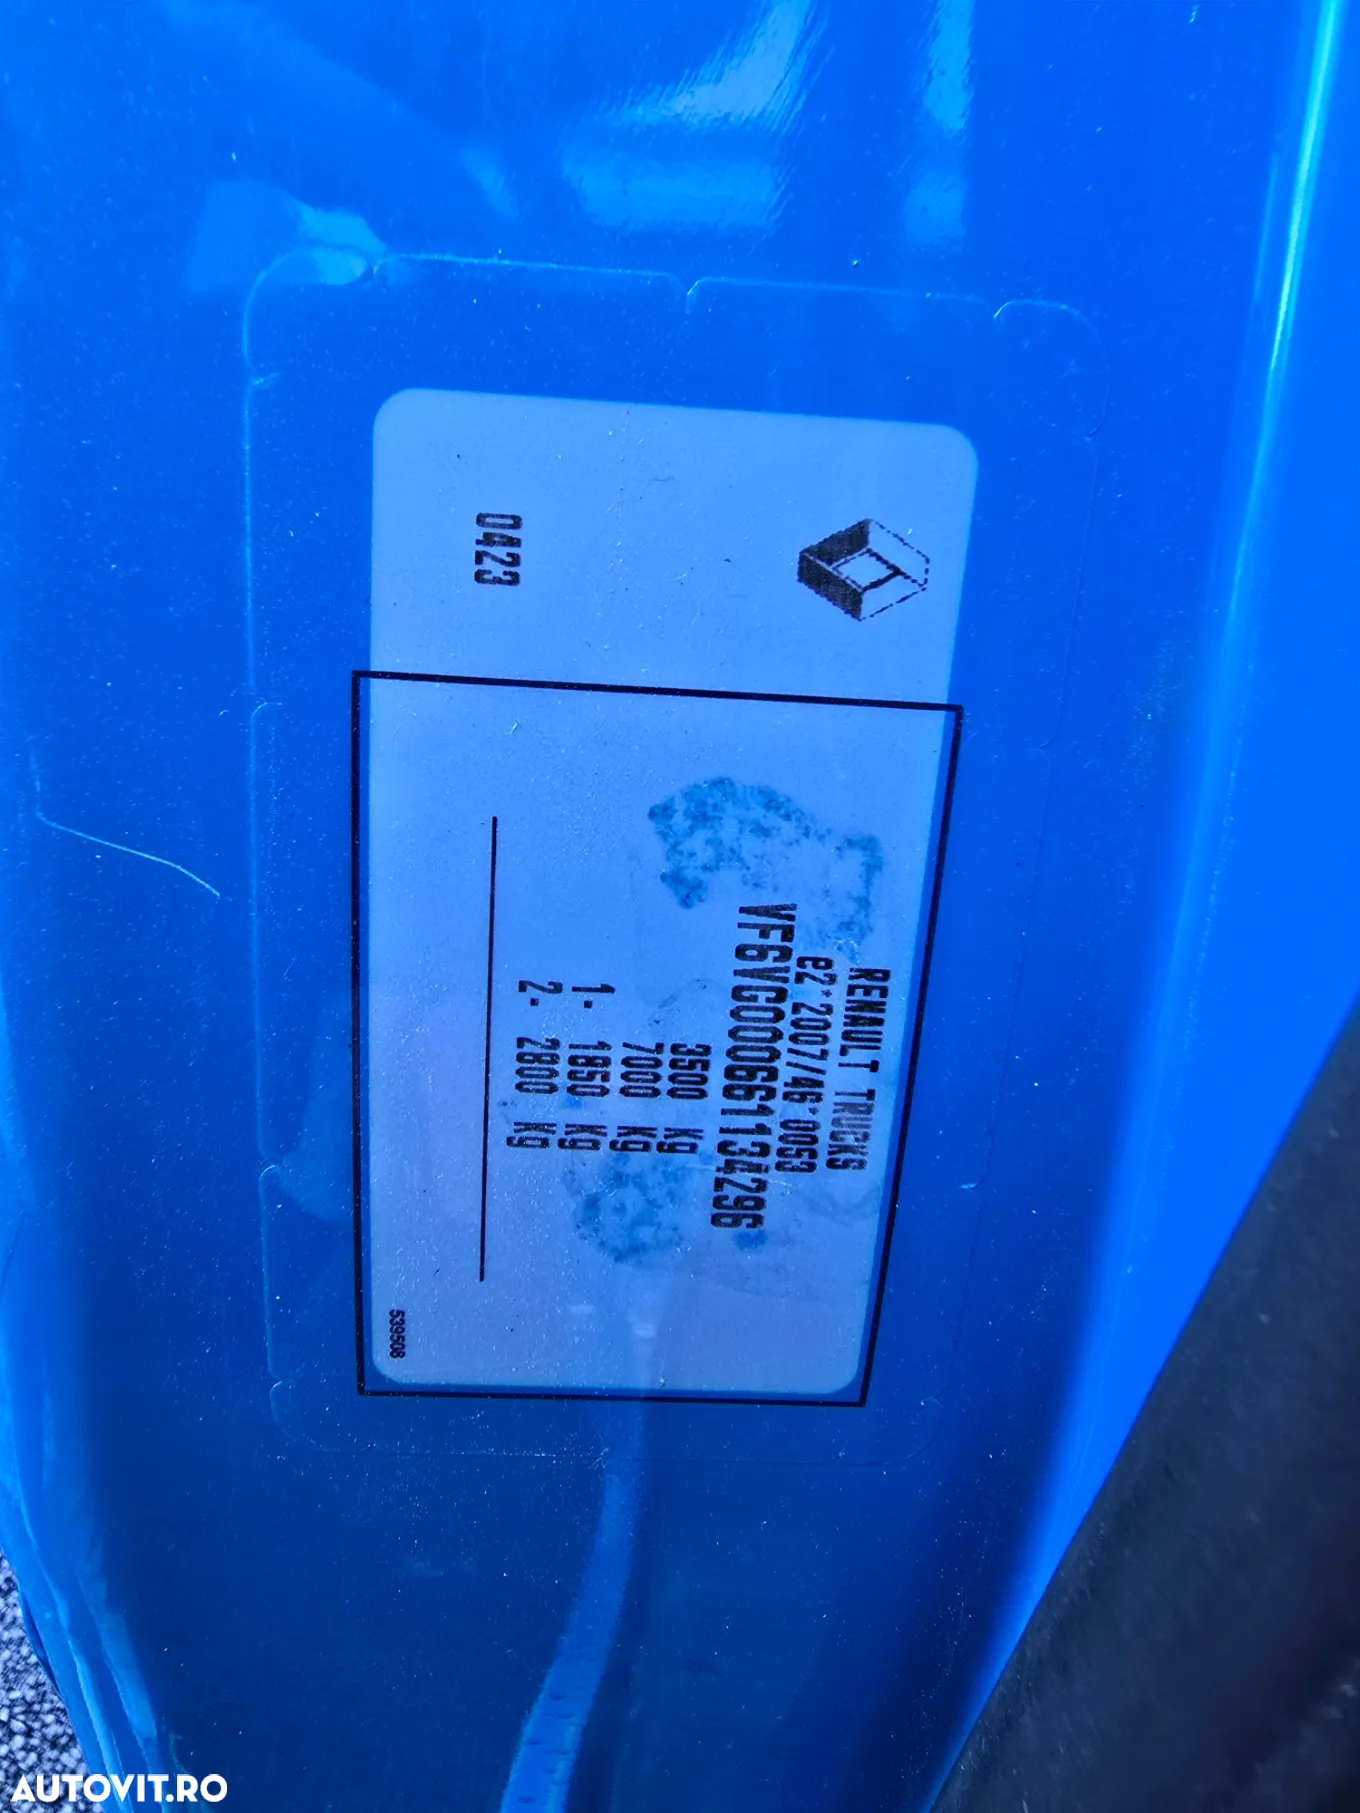 RENAULT TRUCKS
e2*2007/46*0053
VF6VG000661134296
3500 Kg
7000 Kg
1- 1850 Kg
2- 2800 Kg
0423
539508
AUTOVIT.RO